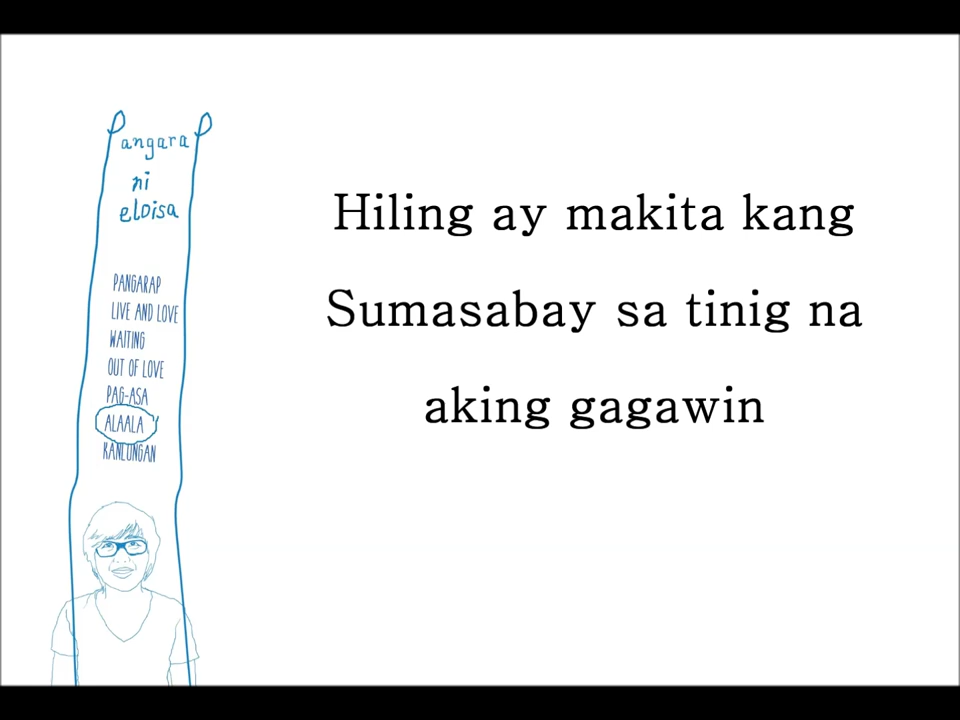 Pangarap
ni
eloisa
PANGARAP
LIVE AND LOVE
WAITING
OUT OF LOVE
PAG-ASA
ALAALA
KANLUNGAN
Hiling ay makita kang
Sumasabay sa tinig na
aking gagawin